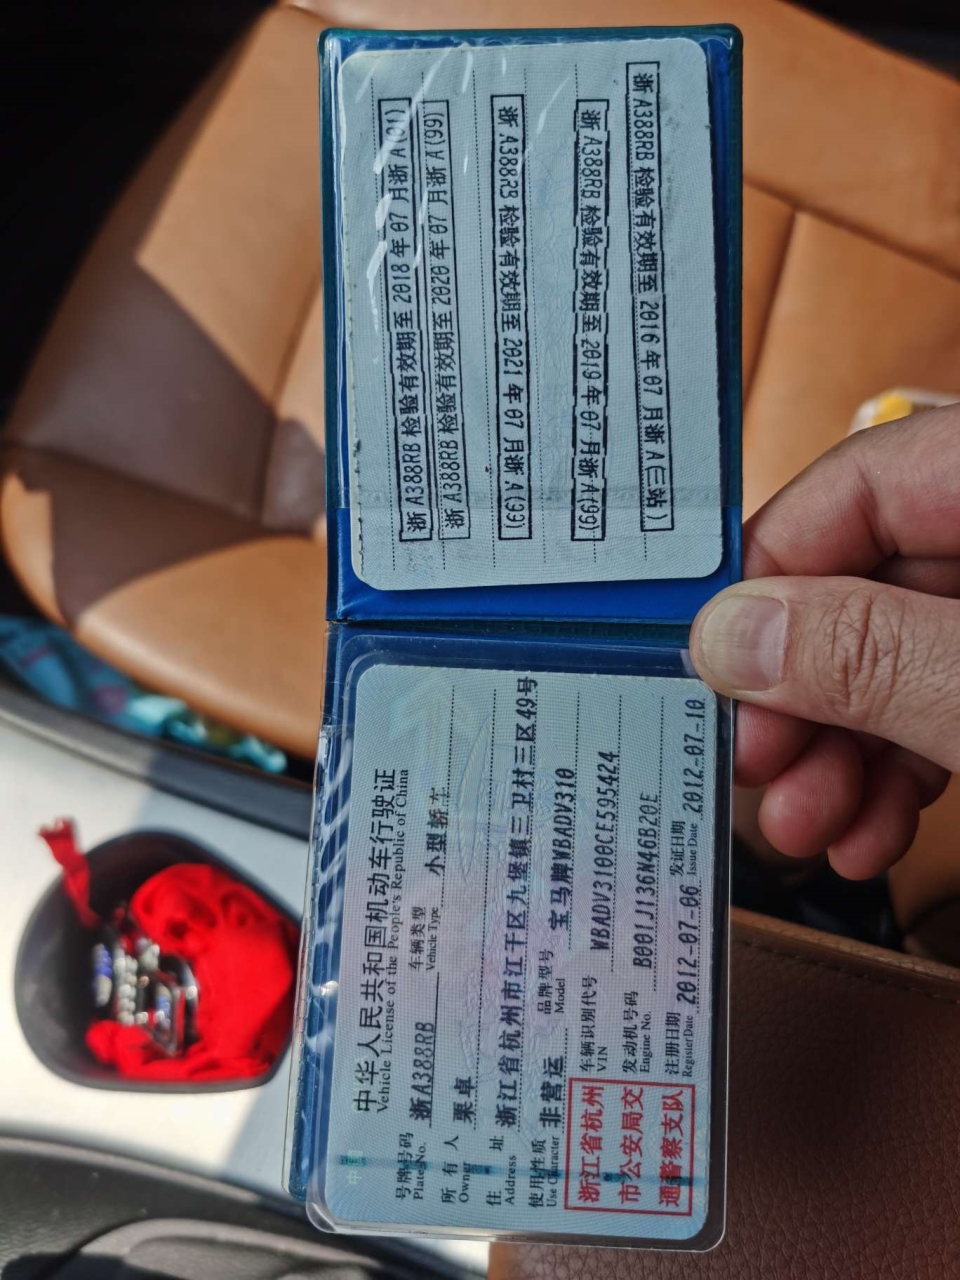 中华人民共和国机动车行驶证
Vehicle License of the People's Republic of China
号牌号码 浙A388RB 车辆类型 小型轿车
Plate No. Vehicle Type
所有人 栗卓
Owner
住址 浙江省杭州市江干区九堡镇三卫村三区49号
Address
使用性质 非营运 品牌型号 宝马牌WBADV310
Use Character Model
车辆识别代号 WBADV3100CE595424
VIN
发动机号码 B001J136N46B20E
Engine No.
注册日期 2012-07-06 发证日期 2012-07-10
Register Date Issue Date
浙江省杭州
市公安局交
通警察支队
浙A388RB 检验有效期至 2018 年 07 月浙 A(01)
浙A388RB 检验有效期至 2020 年 07 月浙 A(99)
浙 A388RB 检验有效期至 2021 年 07 月浙 A(99)
浙 A388RB 检验有效期至 2019 年 07 月浙 A(99)
浙 A388RB 检验有效期至 2016 年 07 月浙 A(三站)